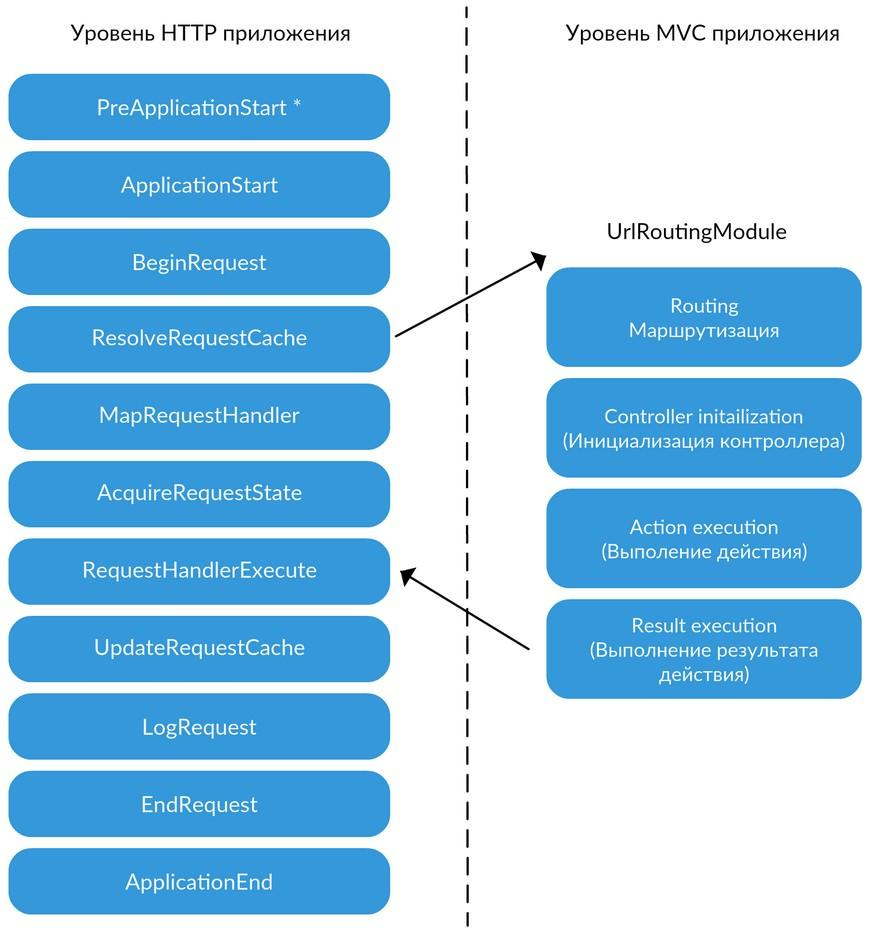 Уровень HTTP приложения
PreApplicationStart *
ApplicationStart
BeginRequest
ResolveRequestCache
MapRequestHandler
AcquireRequestState
RequestHandlerExecute
UpdateRequestCache
LogRequest
EndRequest
ApplicationEnd
Уровень MVC приложения
UrlRoutingModule
Routing
Маршрутизация
Controller initailization
(Инициализация контроллера)
Action execution
(Выполение действия)
Result execution
(Выполнение результата
действия)